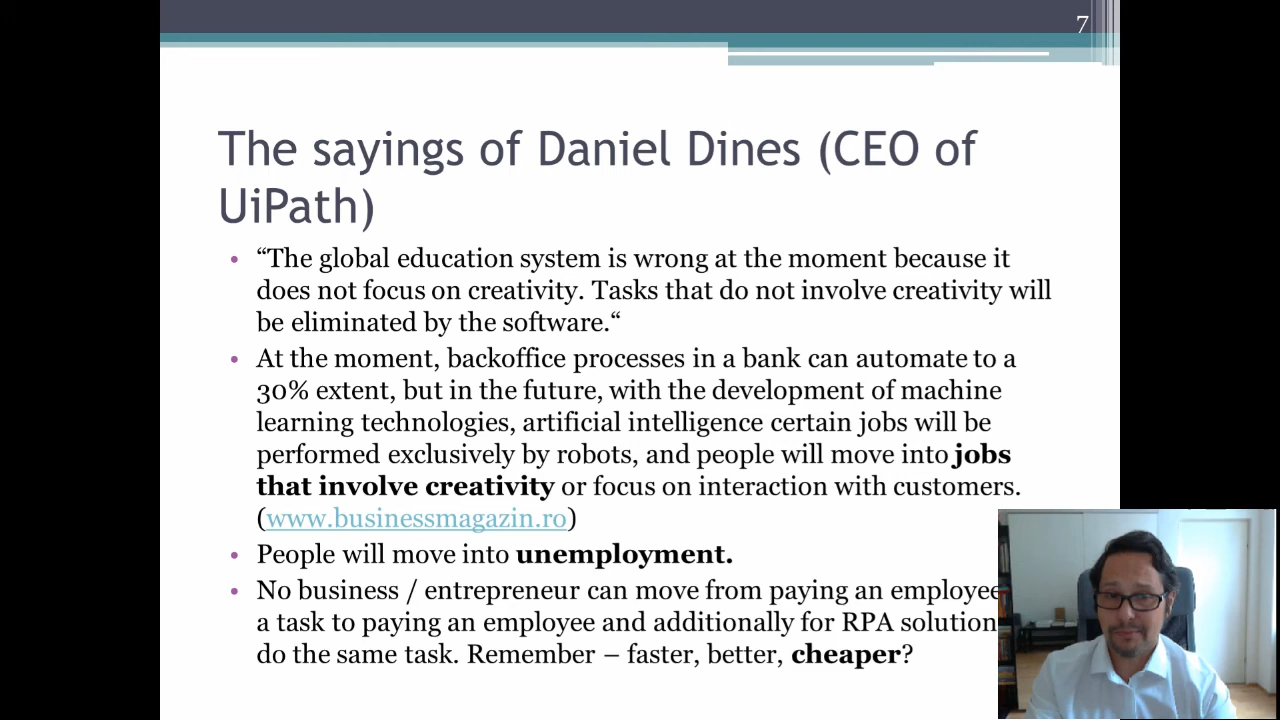 7
The sayings of Daniel Dines (CEO of
UiPath)
• “The global education system is wrong at the moment because it
does not focus on creativity. Tasks that do not involve creativity will
be eliminated by the software.“
• At the moment, backoffice processes in a bank can automate to a
30% extent, but in the future, with the development of machine
learning technologies, artificial intelligence certain jobs will be
performed exclusively by robots, and people will move into jobs
that involve creativity or focus on interaction with customers.
(www.businessmagazin.ro)
• People will move into unemployment.
• No business / entrepreneur can move from paying an employee
a task to paying an employee and additionally for RPA solution
do the same task. Remember – faster, better, cheaper?